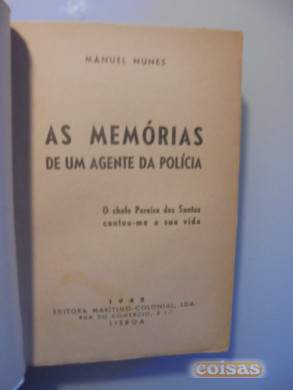 MANUEL NUNES
AS MEMÓRIAS
DE UM AGENTE DA POLÍCIA
O chefe Pereira dos Santos
contou-me a sua vida
1945
EDITORA MARÍTIMO-COLONIAL, LDA.
RUA DO COMÉRCIO, 8 1.º
LISBOA
coisas